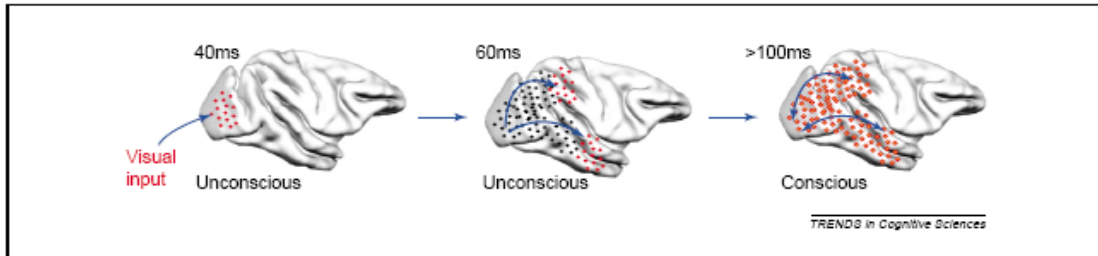 40ms
60ms
>100ms
Visual
input
Unconscious
Unconscious
Conscious
TRENDS in Cognitive Sciences